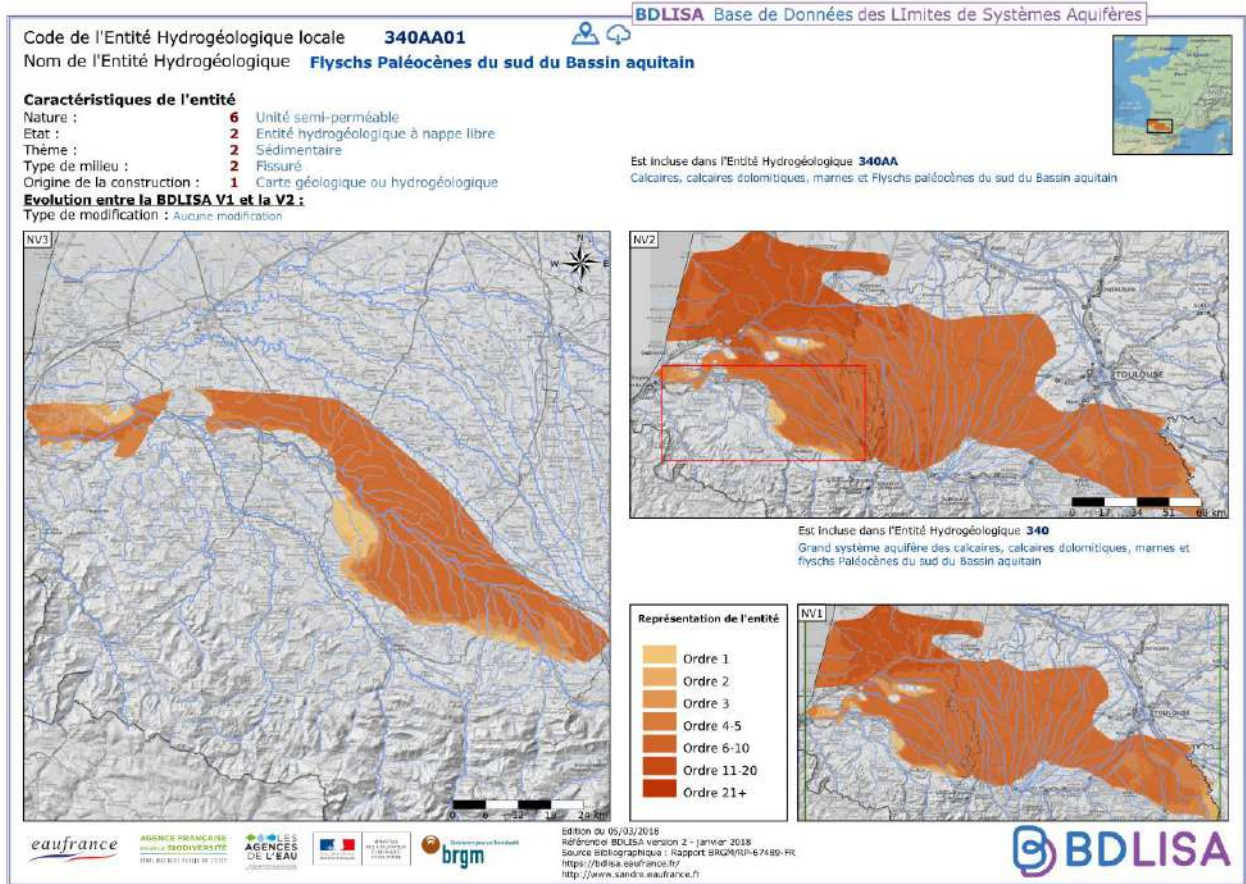 BDLISA Base de Données des LImites de Systèmes Aquifères
Code de l'Entité Hydrogéologique locale 340AA01
Nom de l'Entité Hydrogéologique Flyschs Paléocènes du sud du Bassin aquitain
Caractéristiques de l'entité
Nature : 6 Unité semi-perméable
Etat : 2 Entité hydrogéologique à nappe libre
Thème : 2 Sédimentaire
Type de milieu : 2 Fissuré
Origine de la construction : 1 Carte géologique ou hydrogéologique
Evolution entre la BDLISA V1 et la V2 :
Type de modification : Aucune modification
Est incluse dans l'Entité Hydrogéologique 340AA
Calcaires, calcaires dolomitiques, marnes et Flyschs paléocènes du sud du Bassin aquitain
NV3
N
W E
S
0 6 12 18 24 km
NV2
TOULOUSE
0 17 34 51 68 km
Est incluse dans l'Entité Hydrogéologique 340
Grand système aquifère des calcaires, calcaires dolomitiques, marnes et
flyschs Paléocènes du sud du Bassin aquitain
Représentation de l'entité
Ordre 1
Ordre 2
Ordre 3
Ordre 4-5
Ordre 6-10
Ordre 11-20
Ordre 21+
NV1
TOULOUSE
eaufrance
AGENCE FRANÇAISE
POUR LA BIODIVERSITÉ
LES
AGENCES
DE L'EAU
brgm
Edition du 05/03/2018
Référentiel BDLISA version 2 - Janvier 2018
Source Bibliographique : Rapport BRGM/RP-67489-FR
https://bdlisa.eaufrance.fr/
http://www.sandre.eaufrance.fr
BDLISA